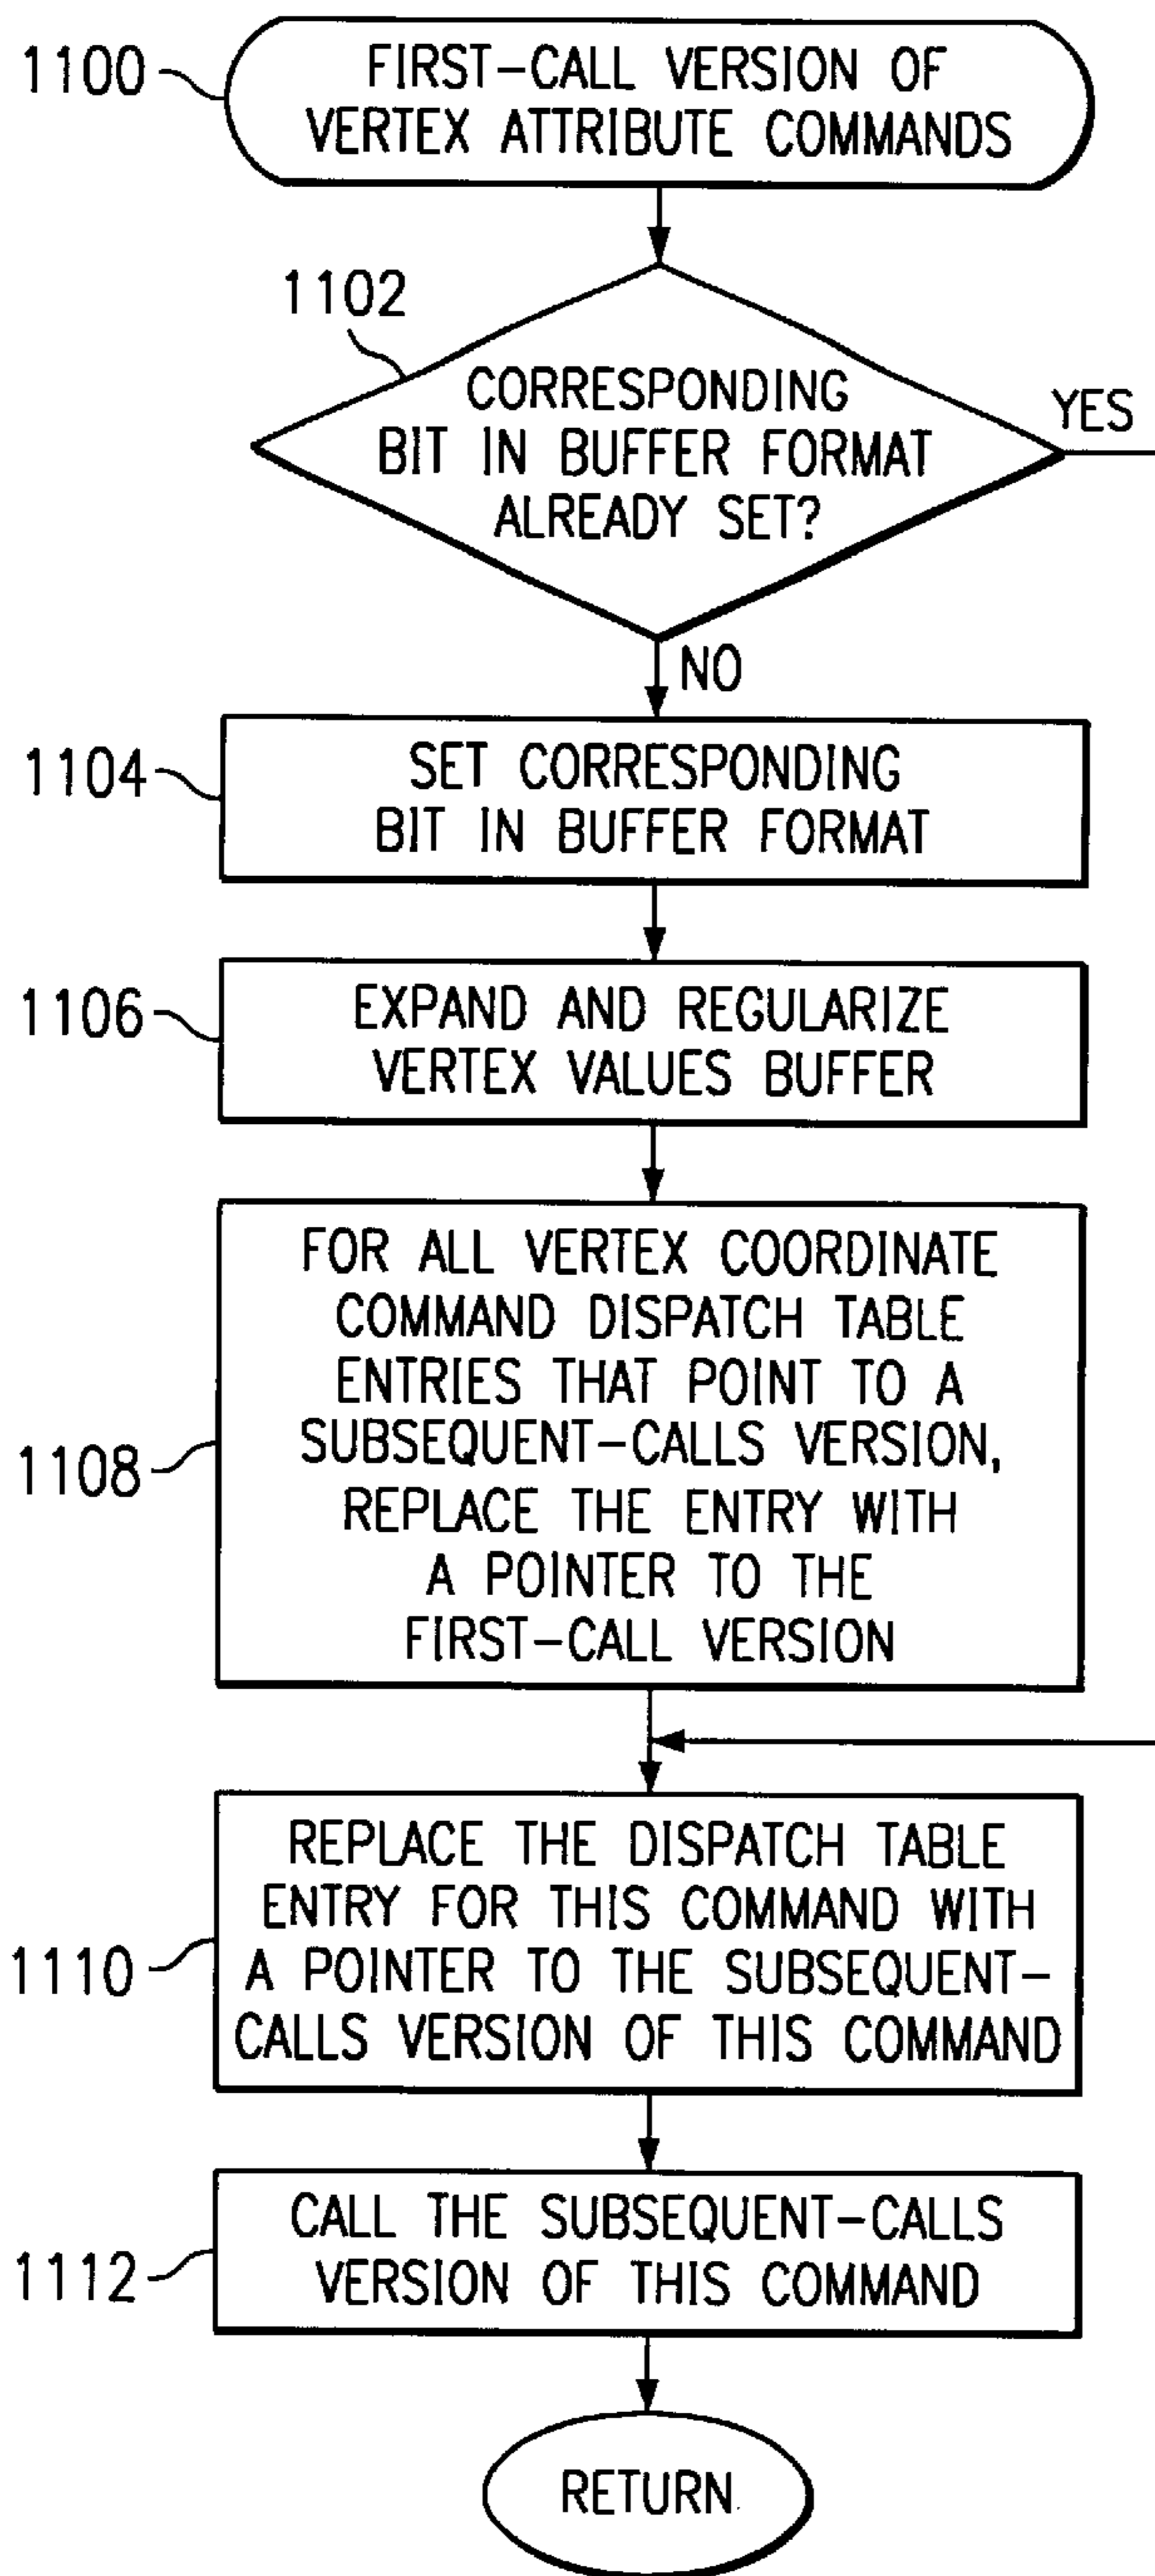 1100
FIRST-CALL VERSION OF
VERTEX ATTRIBUTE COMMANDS
1102
CORRESPONDING
BIT IN BUFFER FORMAT
ALREADY SET?
YES
NO
1104
SET CORRESPONDING
BIT IN BUFFER FORMAT
1106
EXPAND AND REGULARIZE
VERTEX VALUES BUFFER
1108
FOR ALL VERTEX COORDINATE
COMMAND DISPATCH TABLE
ENTRIES THAT POINT TO A
SUBSEQUENT-CALLS VERSION,
REPLACE THE ENTRY WITH
A POINTER TO THE
FIRST-CALL VERSION
1110
REPLACE THE DISPATCH TABLE
ENTRY FOR THIS COMMAND WITH
A POINTER TO THE SUBSEQUENT-
CALLS VERSION OF THIS COMMAND
1112
CALL THE SUBSEQUENT-CALLS
VERSION OF THIS COMMAND
RETURN